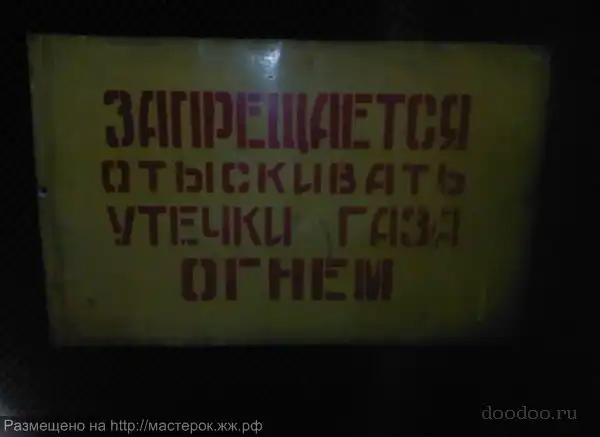 ЗАПРЕЩАЕТСЯ
ОТЫСКИВАТЬ
УТЕЧКИ ГАЗА
ОГНЕМ
doodoo.ru
Размещено на http://мастерок.жж.рф